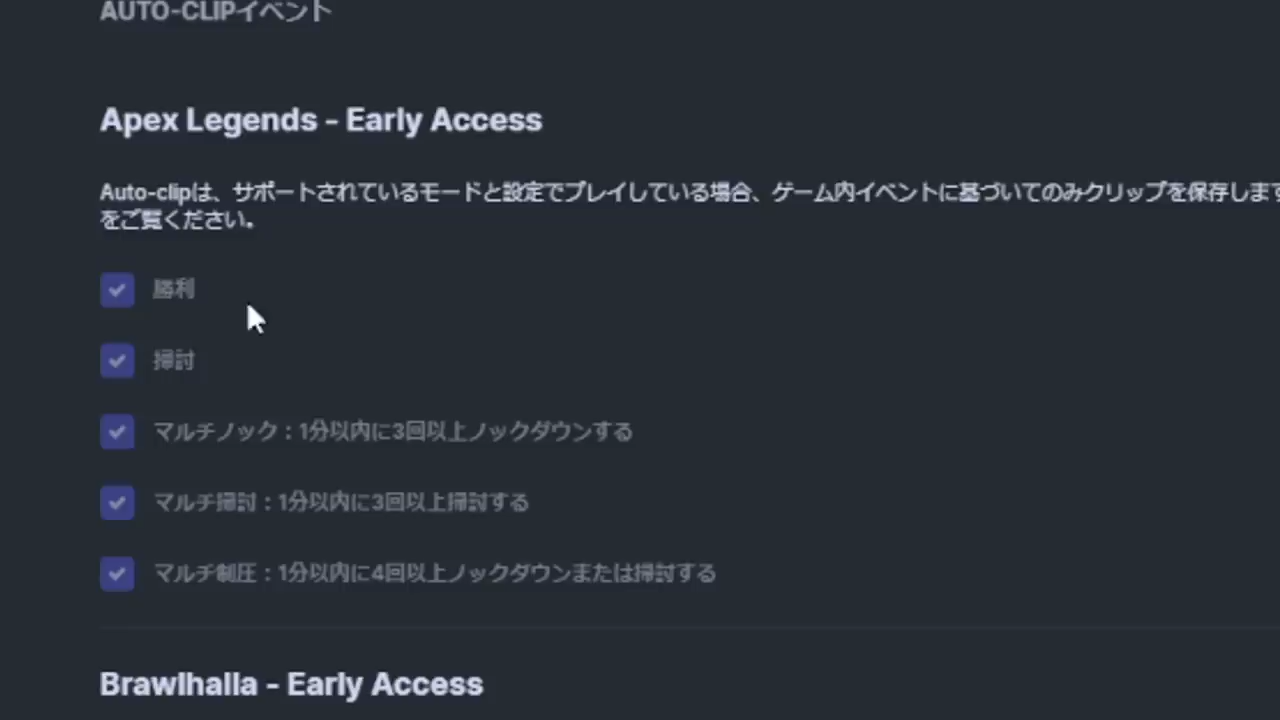 AUTO-CLIPイベント
Apex Legends - Early Access
Auto-clipは、サポートされているモードと設定でプレイしている場合、ゲーム内イベントに基づいてのみクリップを保存します
をご覧ください。
勝利
掃討
マルチノック：1分以内に3回以上ノックダウンする
マルチ掃討：1分以内に3回以上掃討する
マルチ制圧：1分以内に4回以上ノックダウンまたは掃討する
Brawlhalla - Early Access